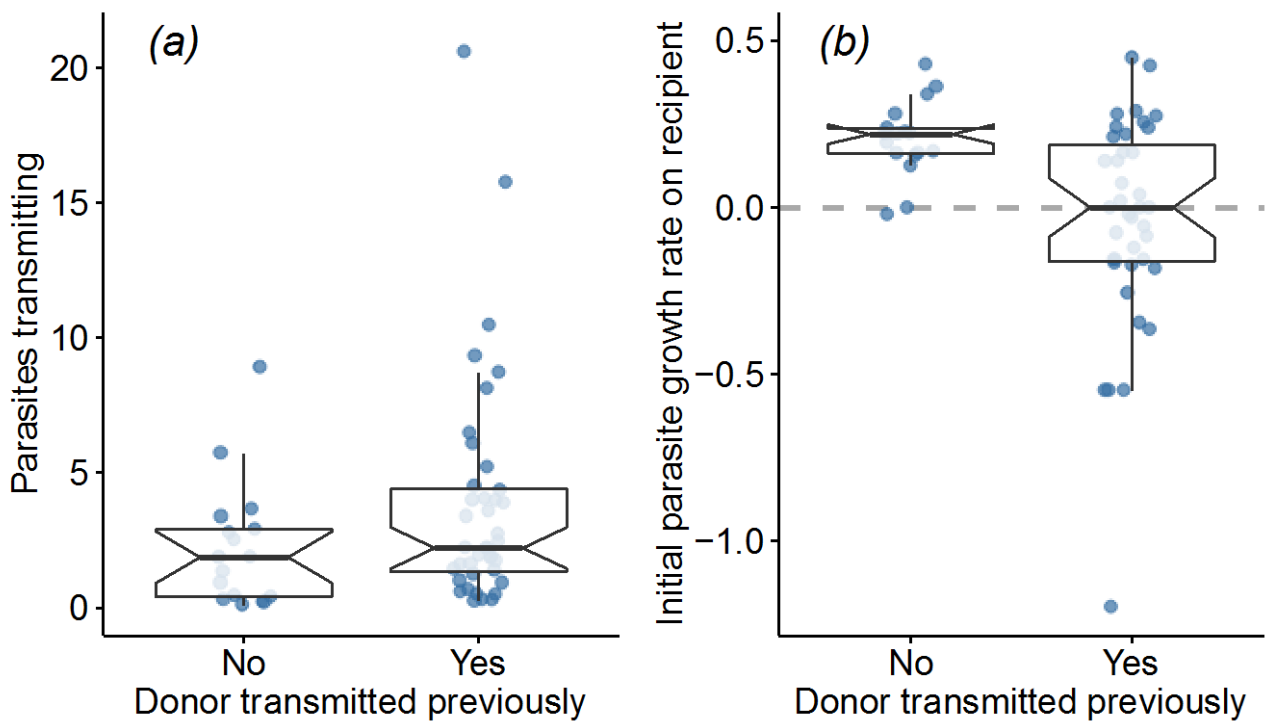 (a)
Parasites transmitting
20
15
10
5
0
No
Yes
Donor transmitted previously
(b)
Initial parasite growth rate on recipient
0.5
0.0
−0.5
−1.0
No
Yes
Donor transmitted previously